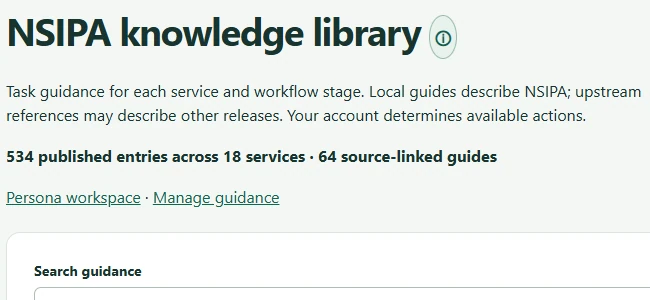 NSIPA knowledge library
Task guidance for each service and workflow stage. Local guides describe NSIPA; upstream
references may describe other releases. Your account determines available actions.
534 published entries across 18 services · 64 source-linked guides
Persona workspace · Manage guidance
Search guidance